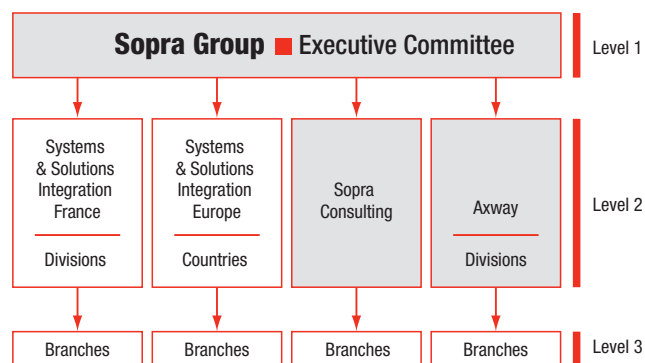 Sopra Group ■ Executive Committee
Level 1
Systems
& Solutions
Integration
France
Divisions
Systems
& Solutions
Integration
Europe
Countries
Sopra
Consulting
Axway
Divisions
Level 2
Branches
Branches
Branches
Branches
Level 3